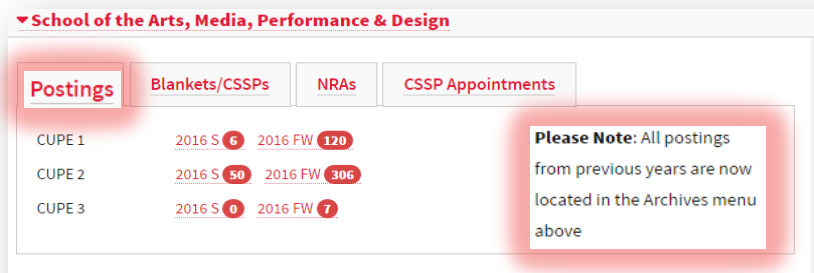 School of the Arts, Media, Performance & Design
Postings Blankets/CSSPs NRAs CSSP Appointments
CUPE 1 2016 S 6 2016 FW 120
CUPE 2 2016 S 50 2016 FW 306
CUPE 3 2016 S 0 2016 FW 7
Please Note: All postings
from previous years are now
located in the Archives menu
above